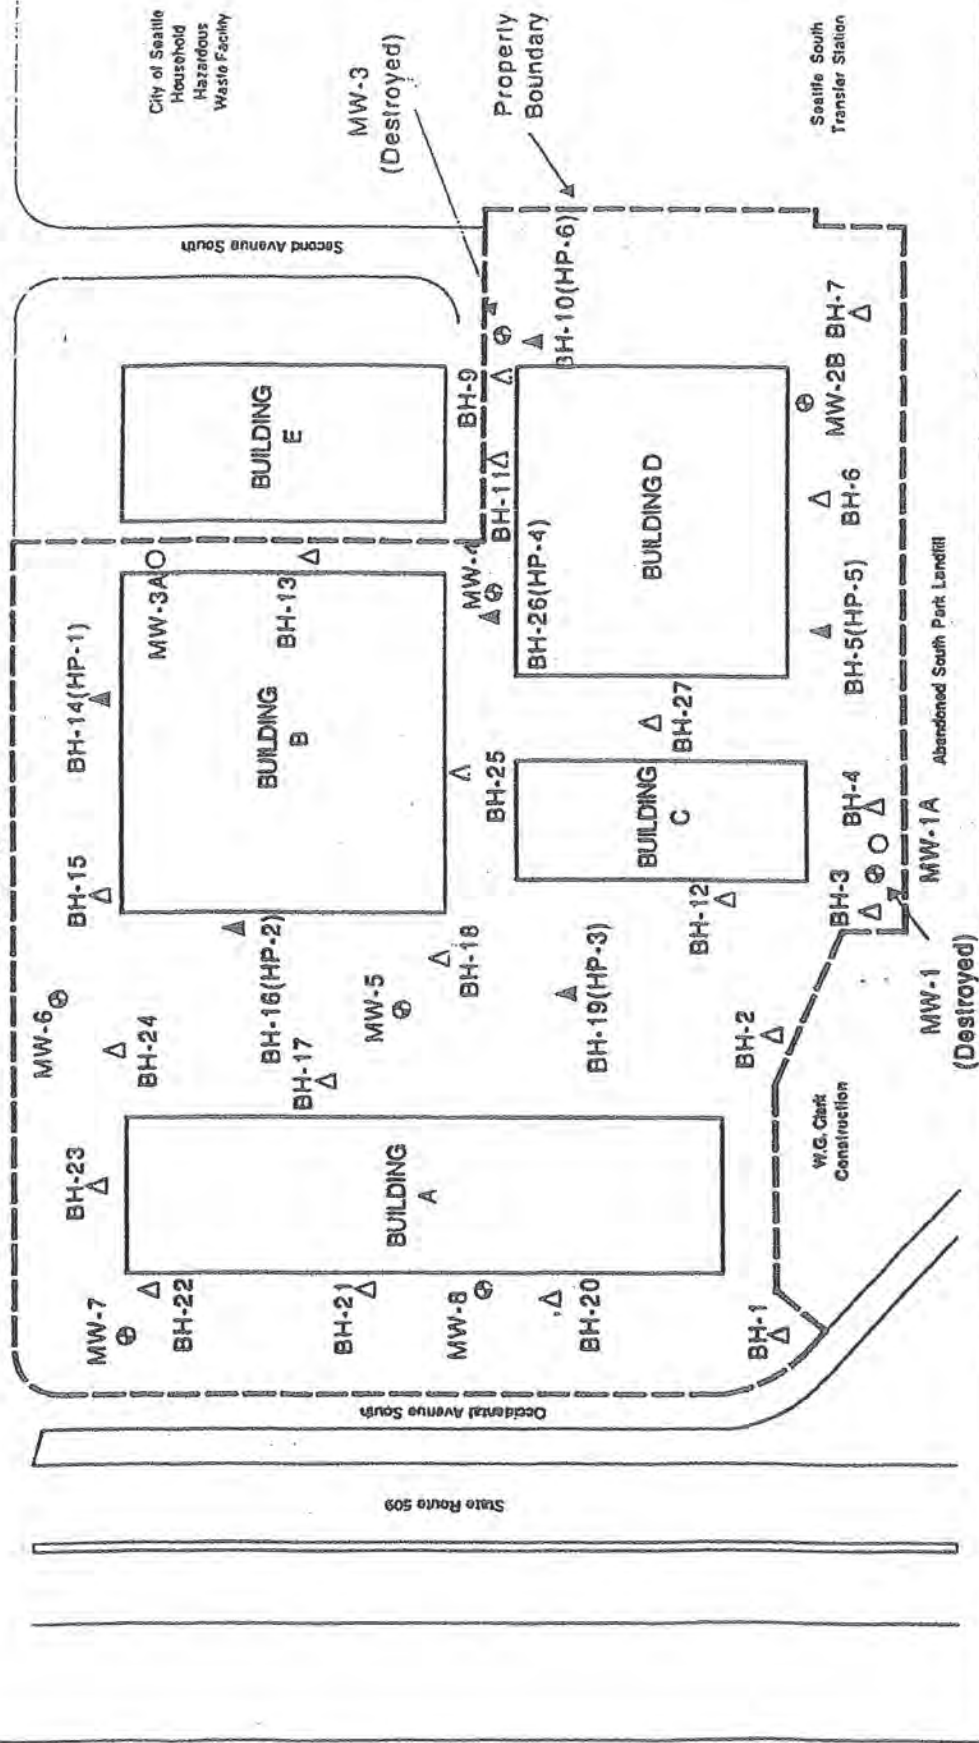 City of Seattle
Household
Hazardous
Waste Facility
MW-3
(Destroyed)
Properly
Boundary
Seattle South
Transfer Station
Second Avenue South
BUILDING
E
BH-9
BH-10(HP-6)
BH-7
MW-2B
BH-11
BUILDING D
BH-6
MW-4
BH-26(HP-4)
BH-5(HP-5)
Abandoned South Park Landfill
MW-3A
BH-13
BH-14(HP-1)
BUILDING
B
BH-27
BH-25
BUILDING
C
BH-4
MW-1A
BH-3
MW-1
(Destroyed)
BH-15
BH-12
BH-16(HP-2)
BH-18
MW-5
BH-19(HP-3)
MW-6
BH-24
BH-17
BH-2
W.G. Clark
Construction
BH-23
BUILDING
A
MW-7
BH-22
BH-21
MW-8
BH-20
BH-1
Occidental Avenue South
State Route 509